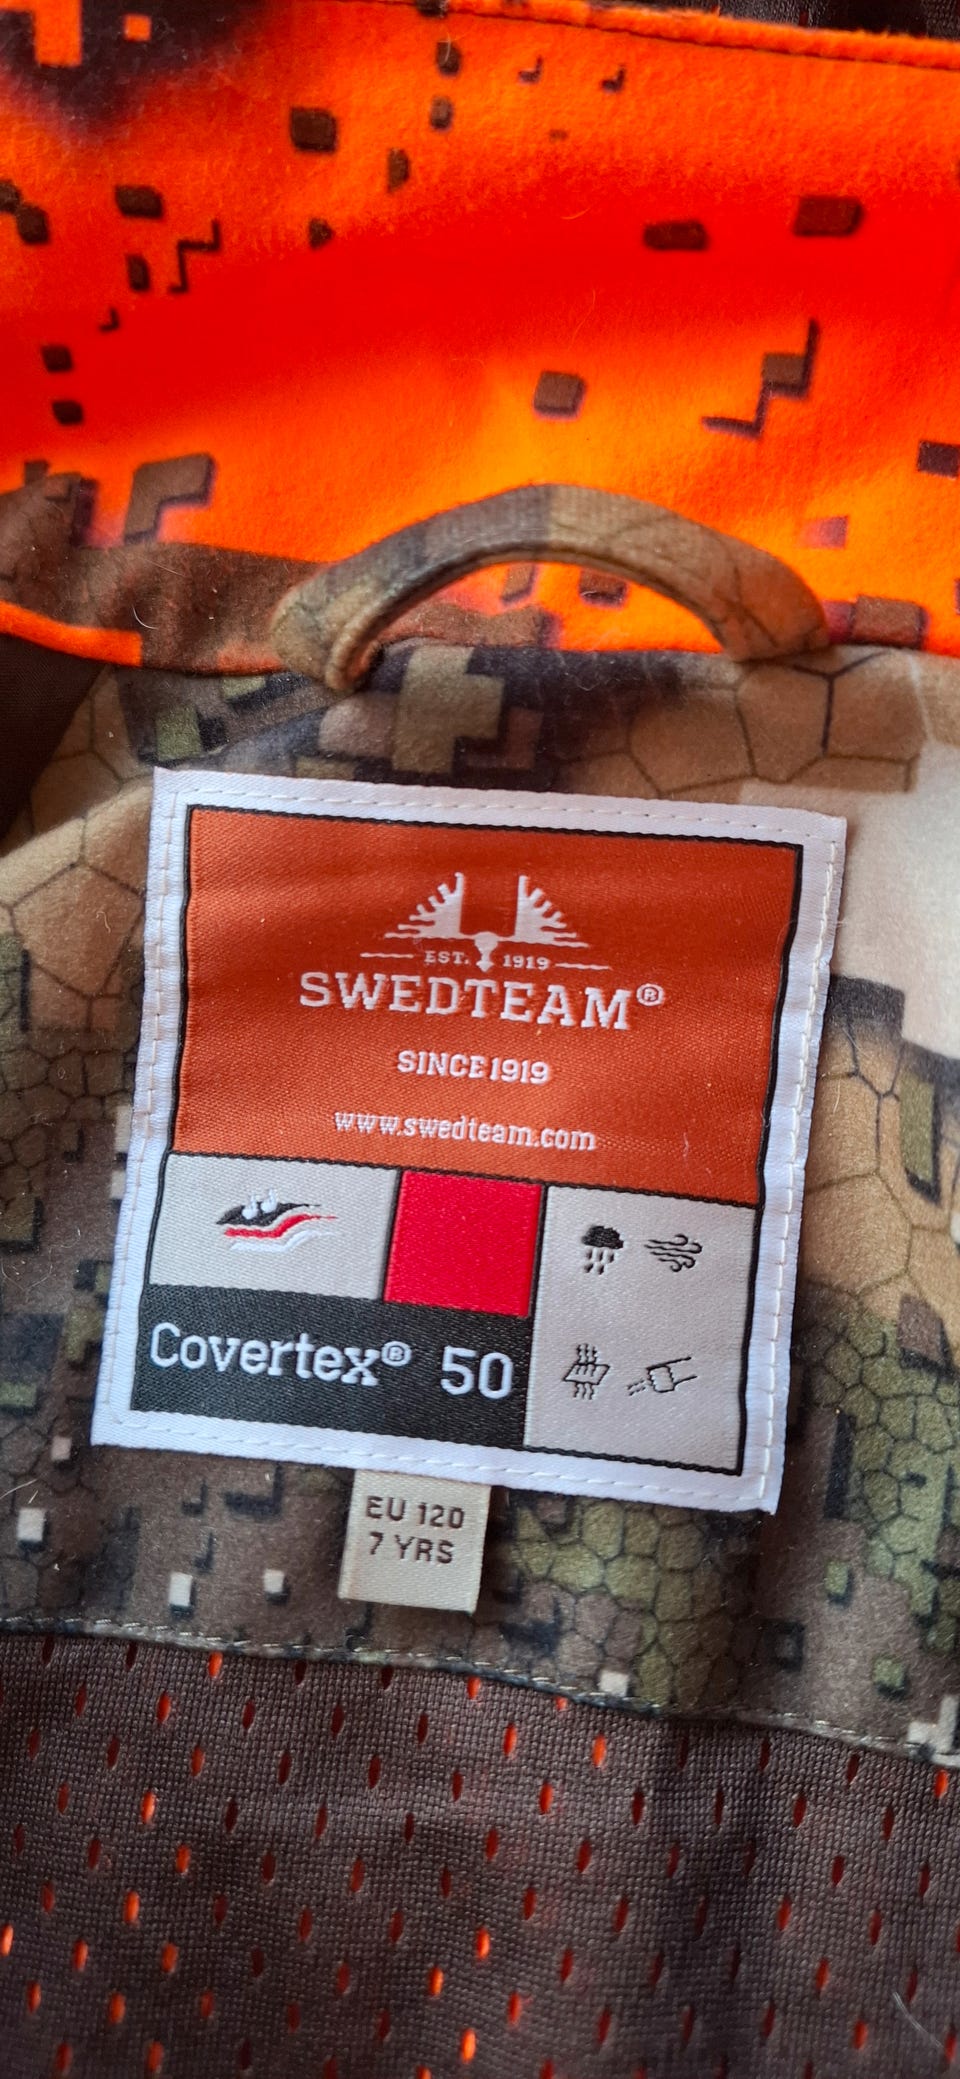 EST. 1919
SWEDTEAM®
SINCE 1919
www.swedteam.com
Covertex® 50
EU 120
7 YRS